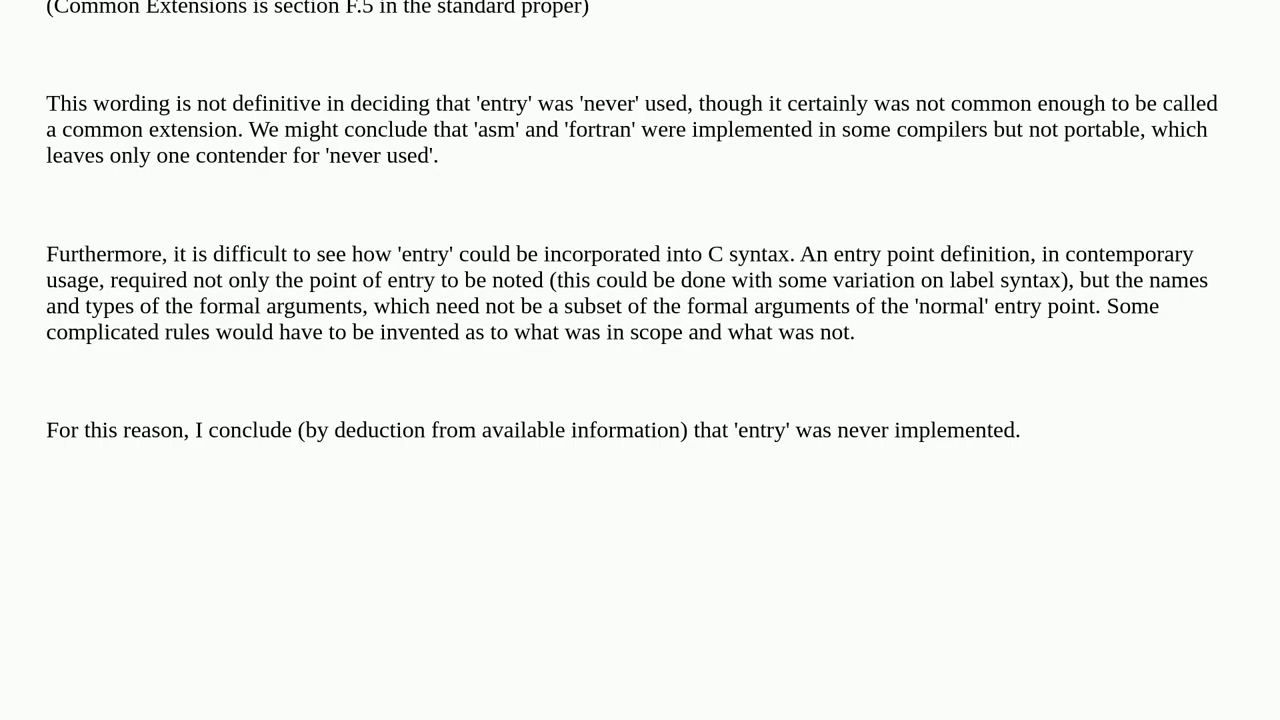 (Common Extensions is section F.5 in the standard proper)
This wording is not definitive in deciding that 'entry' was 'never' used, though it certainly was not common enough to be called
a common extension. We might conclude that 'asm' and 'fortran' were implemented in some compilers but not portable, which
leaves only one contender for 'never used'.
Furthermore, it is difficult to see how 'entry' could be incorporated into C syntax. An entry point definition, in contemporary
usage, required not only the point of entry to be noted (this could be done with some variation on label syntax), but the names
and types of the formal arguments, which need not be a subset of the formal arguments of the 'normal' entry point. Some
complicated rules would have to be invented as to what was in scope and what was not.
For this reason, I conclude (by deduction from available information) that 'entry' was never implemented.